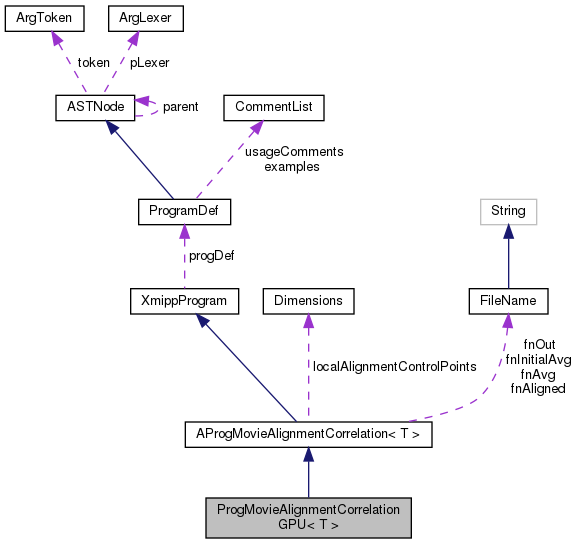 ArgToken
ArgLexer
token
pLexer
ASTNode
parent
CommentList
usageComments
examples
ProgramDef
String
progDef
XmippProgram
Dimensions
FileName
localAlignmentControlPoints
fnOut
fnInitialAvg
fnAvg
fnAligned
AProgMovieAlignmentCorrelation< T >
ProgMovieAlignmentCorrelation
GPU< T >